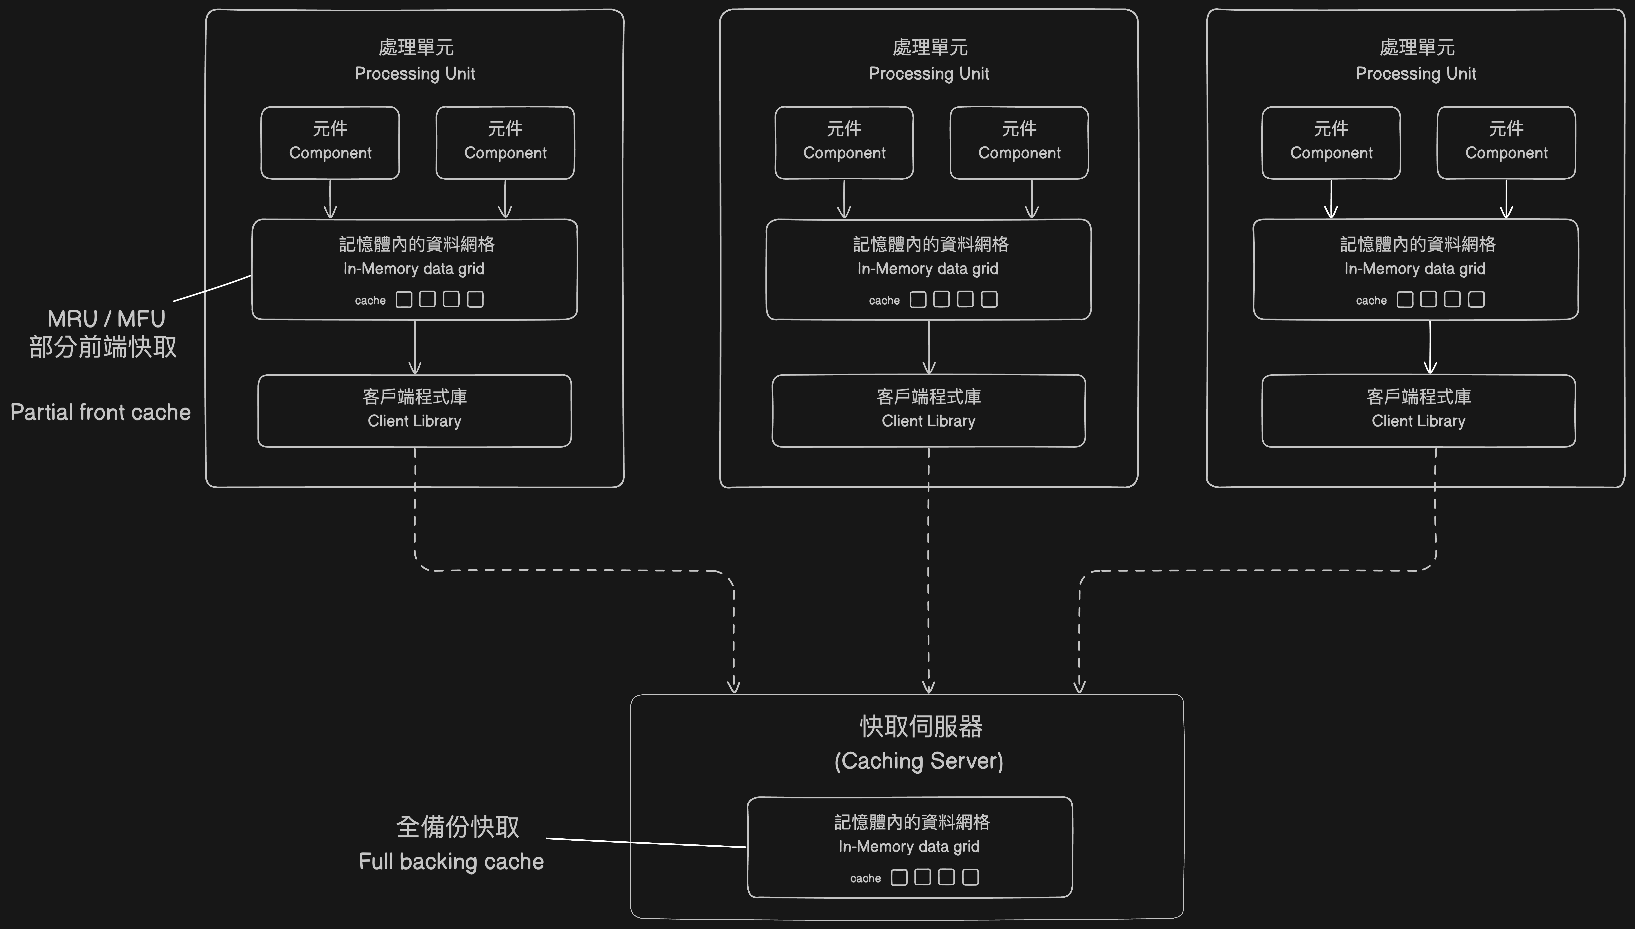 處理單元
Processing Unit
元件
Component
元件
Component
記憶體內的資料網格
In-Memory data grid
cache
客戶端程式庫
Client Library
處理單元
Processing Unit
元件
Component
元件
Component
記憶體內的資料網格
In-Memory data grid
cache
客戶端程式庫
Client Library
處理單元
Processing Unit
元件
Component
元件
Component
記憶體內的資料網格
In-Memory data grid
cache
客戶端程式庫
Client Library
MRU / MFU
部分前端快取
Partial front cache
快取伺服器
(Caching Server)
記憶體內的資料網格
In-Memory data grid
cache
全備份快取
Full backing cache